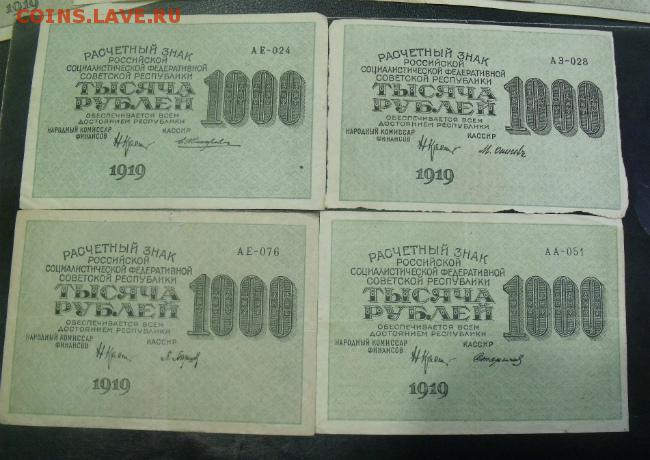 COINS.LAVE.RU
1919
РАСЧЕТНЫЙ ЗНАК
АЕ-024
РОССИЙСКОЙ
СОЦИАЛИСТИЧЕСКОЙ ФЕДЕРАТИВНОЙ
СОВЕТСКОЙ РЕСПУБЛИКИ
ТЫСЯЧА
РУБЛЕЙ
1000
ОБЕСПЕЧИВАЕТСЯ ВСЕМ
ДОСТОЯНИЕМ РЕСПУБЛИКИ
НАРОДНЫЙ КОМИССАР
ФИНАНСОВ
КАССИР
1919
РАСЧЕТНЫЙ ЗНАК
АЗ-028
РОССИЙСКОЙ
СОЦИАЛИСТИЧЕСКОЙ ФЕДЕРАТИВНОЙ
СОВЕТСКОЙ РЕСПУБЛИКИ
ТЫСЯЧА
РУБЛЕЙ
1000
ОБЕСПЕЧИВАЕТСЯ ВСЕМ
ДОСТОЯНИЕМ РЕСПУБЛИКИ
НАРОДНЫЙ КОМИССАР
ФИНАНСОВ
КАССИР
1919
РАСЧЕТНЫЙ ЗНАК
АЕ-076
РОССИЙСКОЙ
СОЦИАЛИСТИЧЕСКОЙ ФЕДЕРАТИВНОЙ
СОВЕТСКОЙ РЕСПУБЛИКИ
ТЫСЯЧА
РУБЛЕЙ
1000
ОБЕСПЕЧИВАЕТСЯ ВСЕМ
ДОСТОЯНИЕМ РЕСПУБЛИКИ
НАРОДНЫЙ КОМИССАР
ФИНАНСОВ
КАССИР
1919
РАСЧЕТНЫЙ ЗНАК
АА-051
РОССИЙСКОЙ
СОЦИАЛИСТИЧЕСКОЙ ФЕДЕРАТИВНОЙ
СОВЕТСКОЙ РЕСПУБЛИКИ
ТЫСЯЧА
РУБЛЕЙ
1000
ОБЕСПЕЧИВАЕТСЯ ВСЕМ
ДОСТОЯНИЕМ РЕСПУБЛИКИ
НАРОДНЫЙ КОМИССАР
ФИНАНСОВ
КАССИР
1919